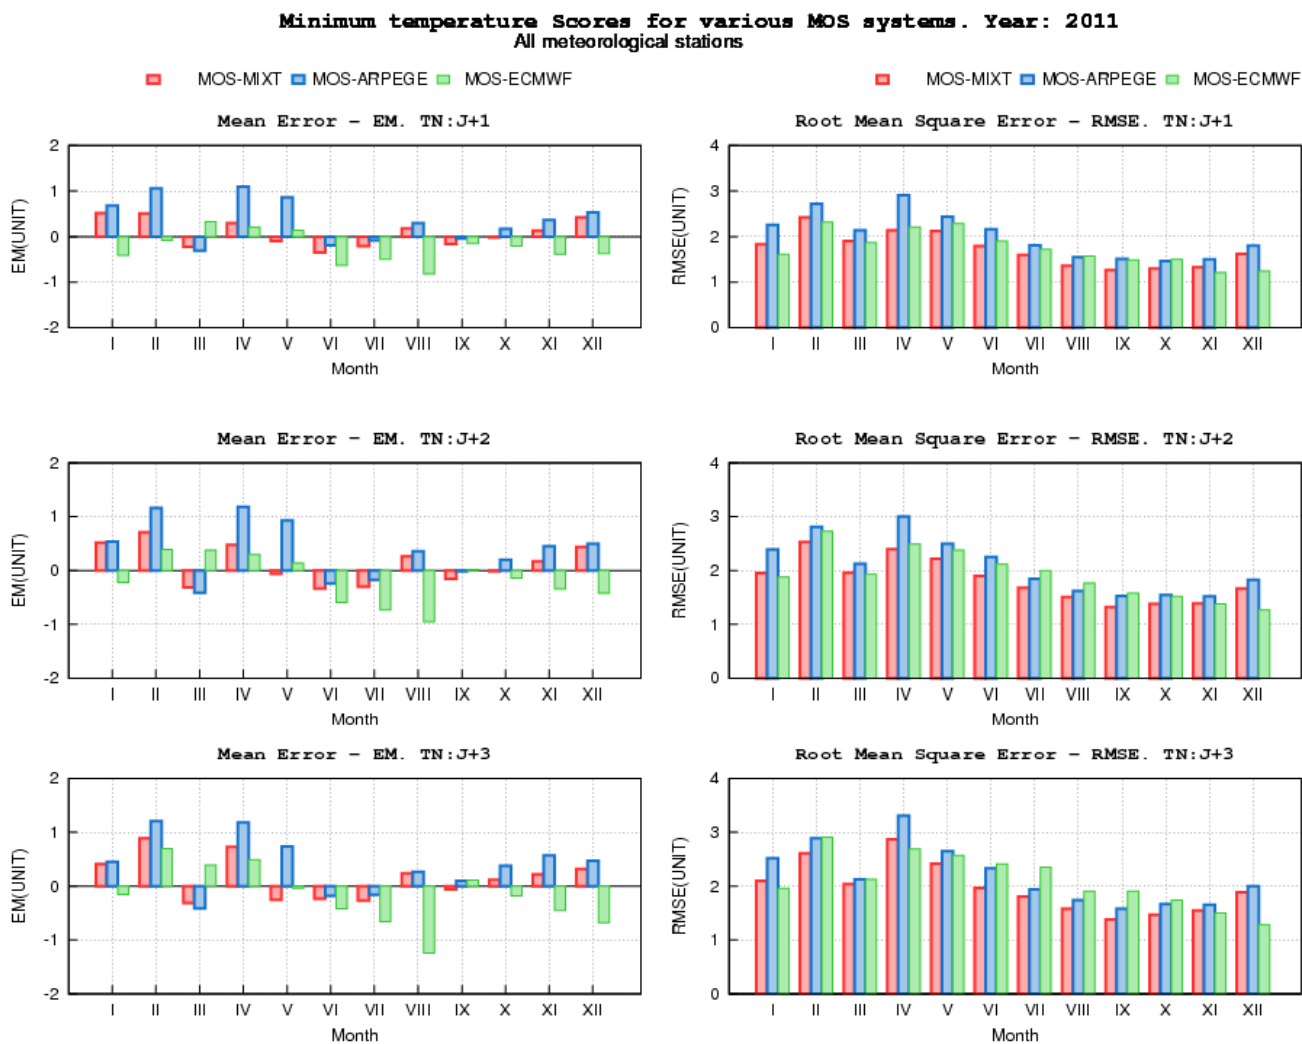 Minimum temperature Scores for various MOS systems. Year: 2011
All meteorological stations
MOS-MIXT MOS-ARPEGE MOS-ECMWF
MOS-MIXT MOS-ARPEGE MOS-ECMWF
Mean Error - EM. TN:J+1
2
1
0
-1
-2
EM(UNIT)
I II III IV V VI VII VIII IX X XI XII
Month
Root Mean Square Error - RMSE. TN:J+1
4
3
2
1
0
RMSE(UNIT)
I II III IV V VI VII VIII IX X XI XII
Month
Mean Error - EM. TN:J+2
2
1
0
-1
-2
EM(UNIT)
I II III IV V VI VII VIII IX X XI XII
Month
Root Mean Square Error - RMSE. TN:J+2
4
3
2
1
0
RMSE(UNIT)
I II III IV V VI VII VIII IX X XI XII
Month
Mean Error - EM. TN:J+3
2
1
0
-1
-2
EM(UNIT)
I II III IV V VI VII VIII IX X XI XII
Month
Root Mean Square Error - RMSE. TN:J+3
4
3
2
1
0
RMSE(UNIT)
I II III IV V VI VII VIII IX X XI XII
Month